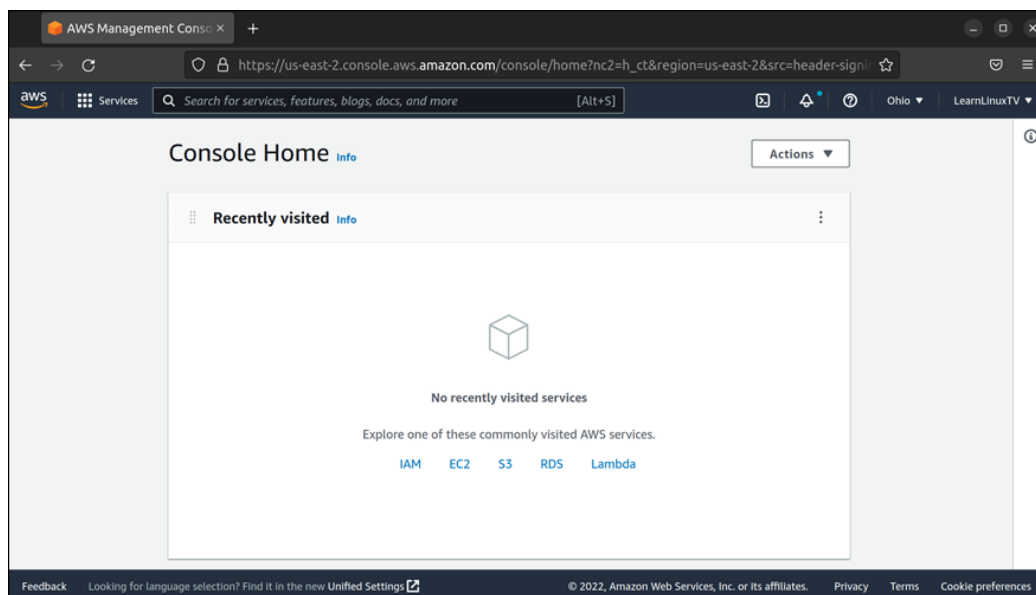 AWS Management Conso
https://us-east-2.console.aws.amazon.com/console/home?nc2=h_ct&region=us-east-2&src=header-signi
aws Services Search for services, features, blogs, docs, and more [Alt+S] Ohio LearnLinuxTV
Console Home Info Actions
Recently visited Info
No recently visited services
Explore one of these commonly visited AWS services.
IAM EC2 S3 RDS Lambda
Feedback Looking for language selection? Find it in the new Unified Settings © 2022, Amazon Web Services, Inc. or its affiliates. Privacy Terms Cookie preferences